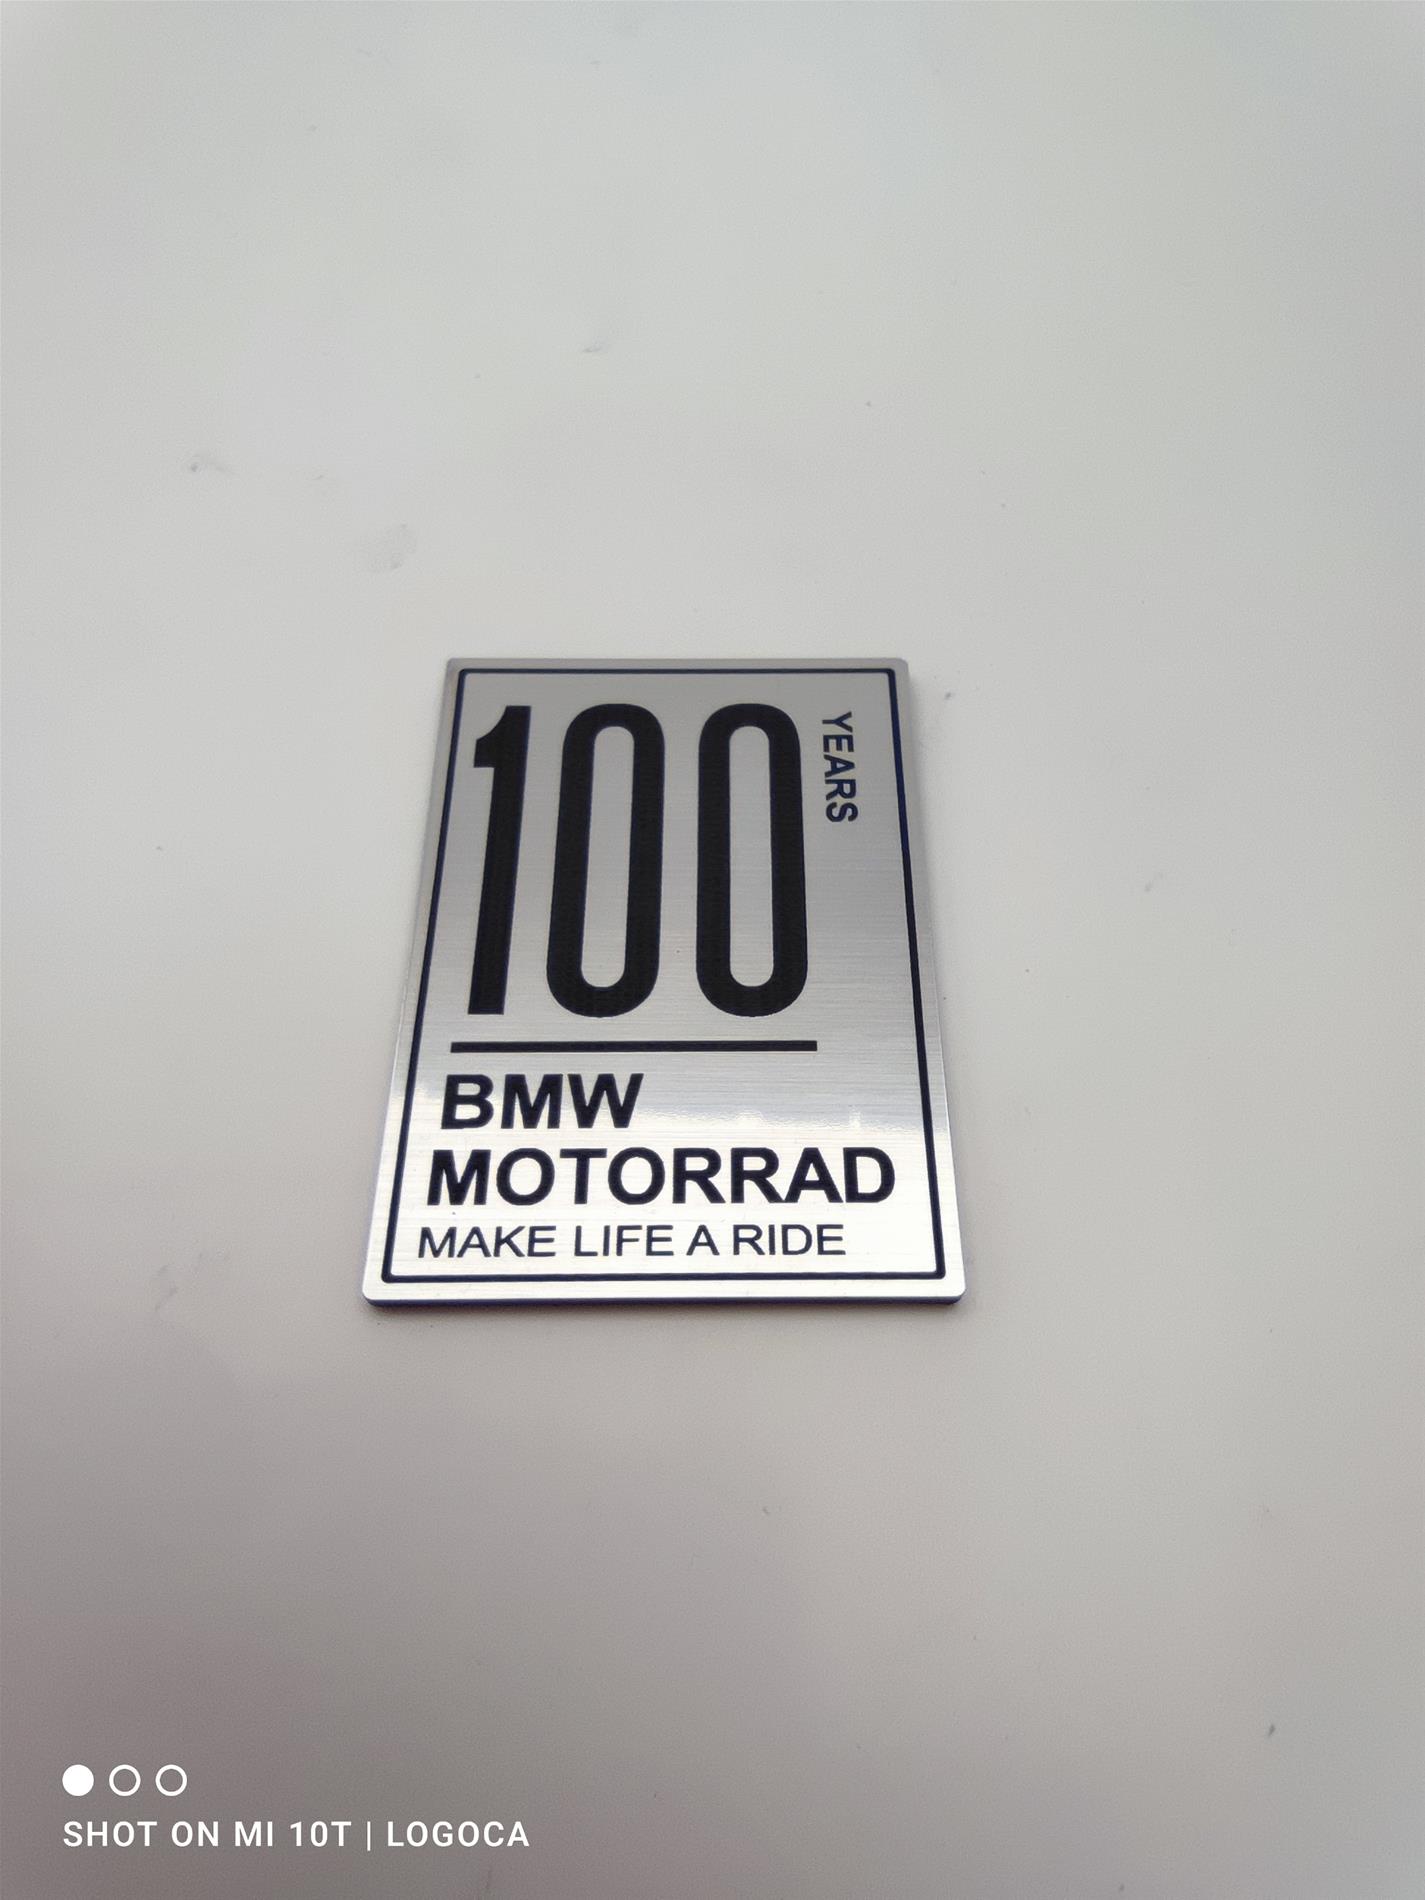 100
YEARS
BMW
MOTORRAD
MAKE LIFE A RIDE
SHOT ON MI 10T | LOGOCA